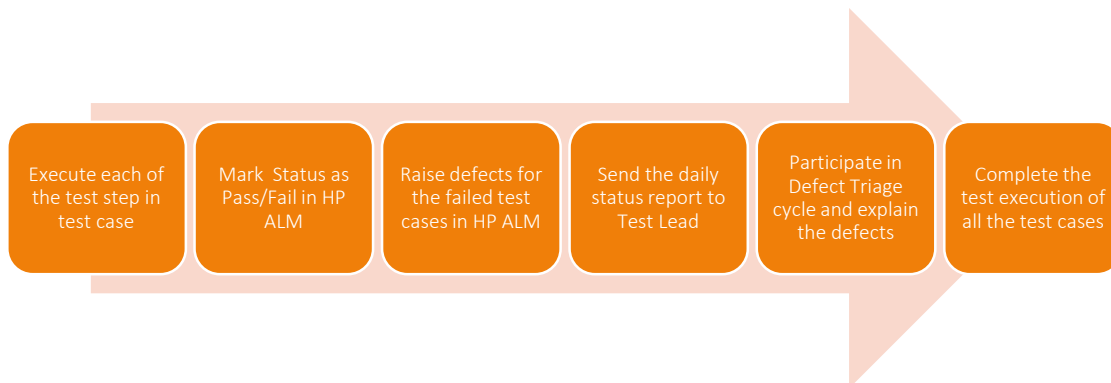 Execute each of
the test step in
test case
Mark Status as
Pass/Fail in HP
ALM
Raise defects for
the failed test
cases in HP ALM
Send the daily
status report to
Test Lead
Participate in
Defect Triage
cycle and explain
the defects
Complete the
test execution of
all the test cases